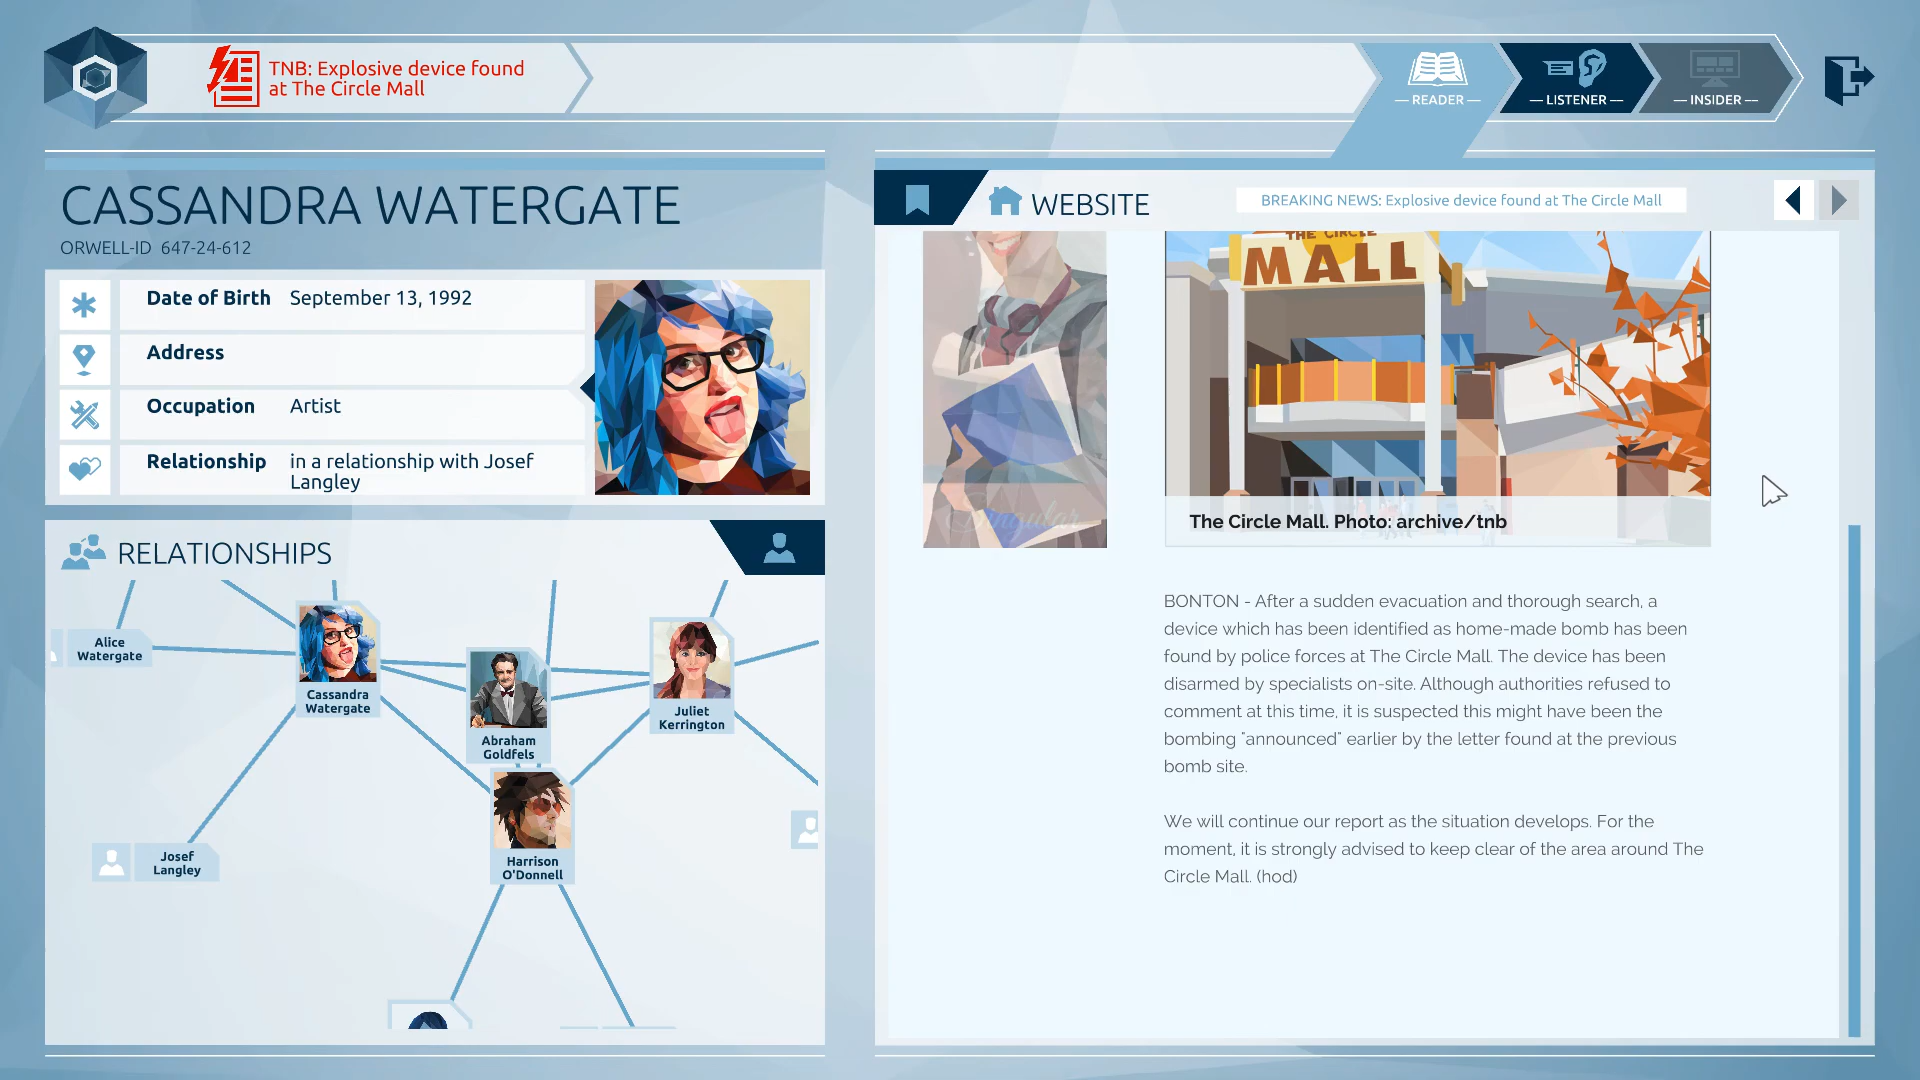 TNB: Explosive device found
at The Circle Mall
READER
LISTENER
INSIDER
CASSANDRA WATERGATE
ORWELL-ID 647-24-612
Date of Birth September 13, 1992
Address
Occupation Artist
Relationship in a relationship with Josef
Langley
RELATIONSHIPS
Alice
Watergate
Cassandra
Watergate
Abraham
Goldfels
Juliet
Kerrington
Harrison
O'Donnell
Josef
Langley
WEBSITE
BREAKING NEWS: Explosive device found at The Circle Mall
THE CIRCLE
MALL
Singular
The Circle Mall. Photo: archive/tnb
BONTON - After a sudden evacuation and thorough search, a
device which has been identified as home-made bomb has been
found by police forces at The Circle Mall. The device has been
disarmed by specialists on-site. Although authorities refused to
comment at this time, it is suspected this might have been the
bombing "announced" earlier by the letter found at the previous
bomb site.
We will continue our report as the situation develops. For the
moment, it is strongly advised to keep clear of the area around The
Circle Mall. (hod)